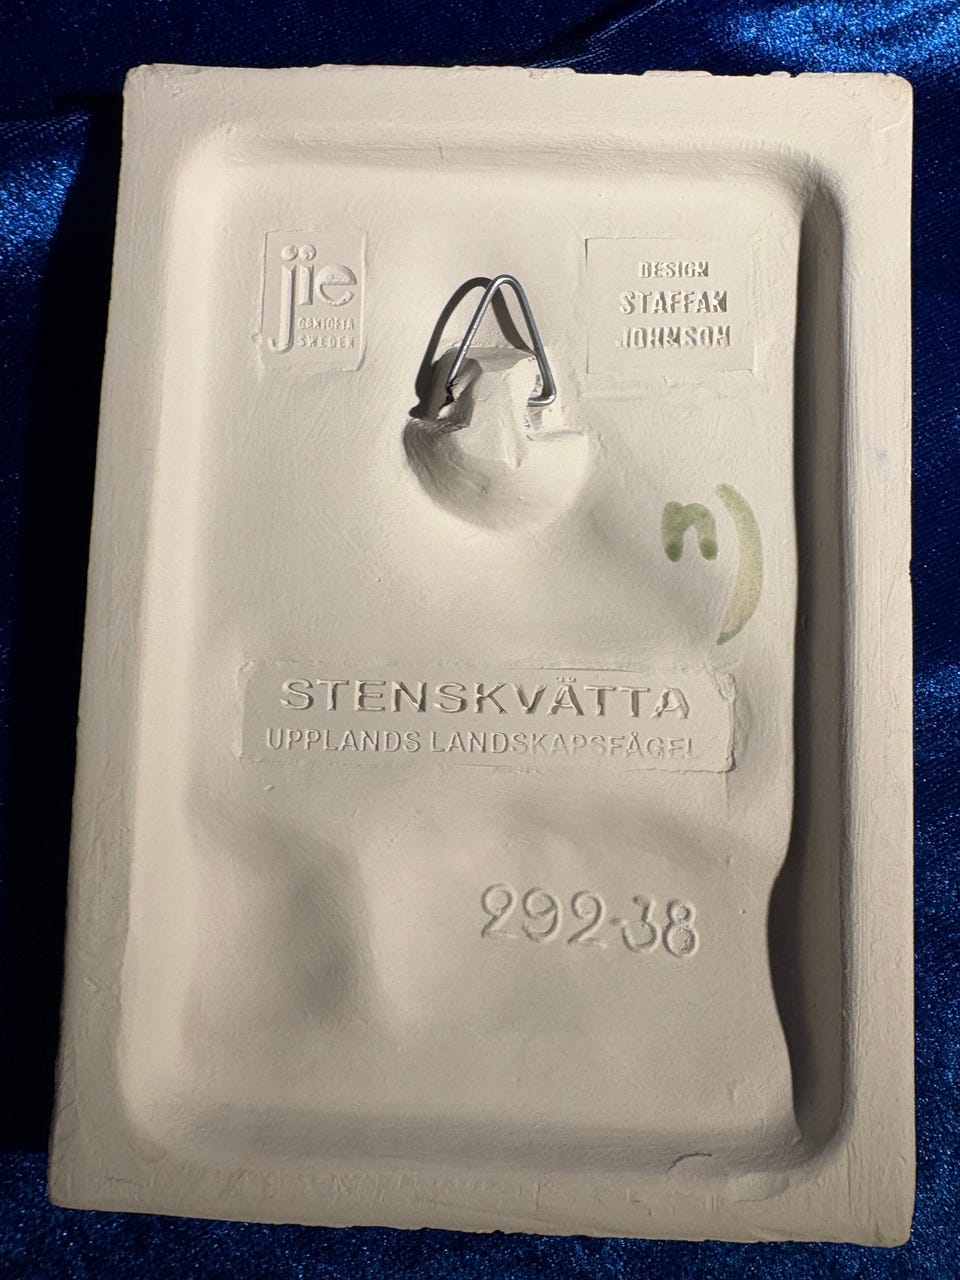 jie
GANTOFTA
SWEDEN
DESIGN
STAFFAN
JOHNSON
n)
STENSKVÄTTA
UPPLANDS LANDSKAPSFÅGEL
292-38